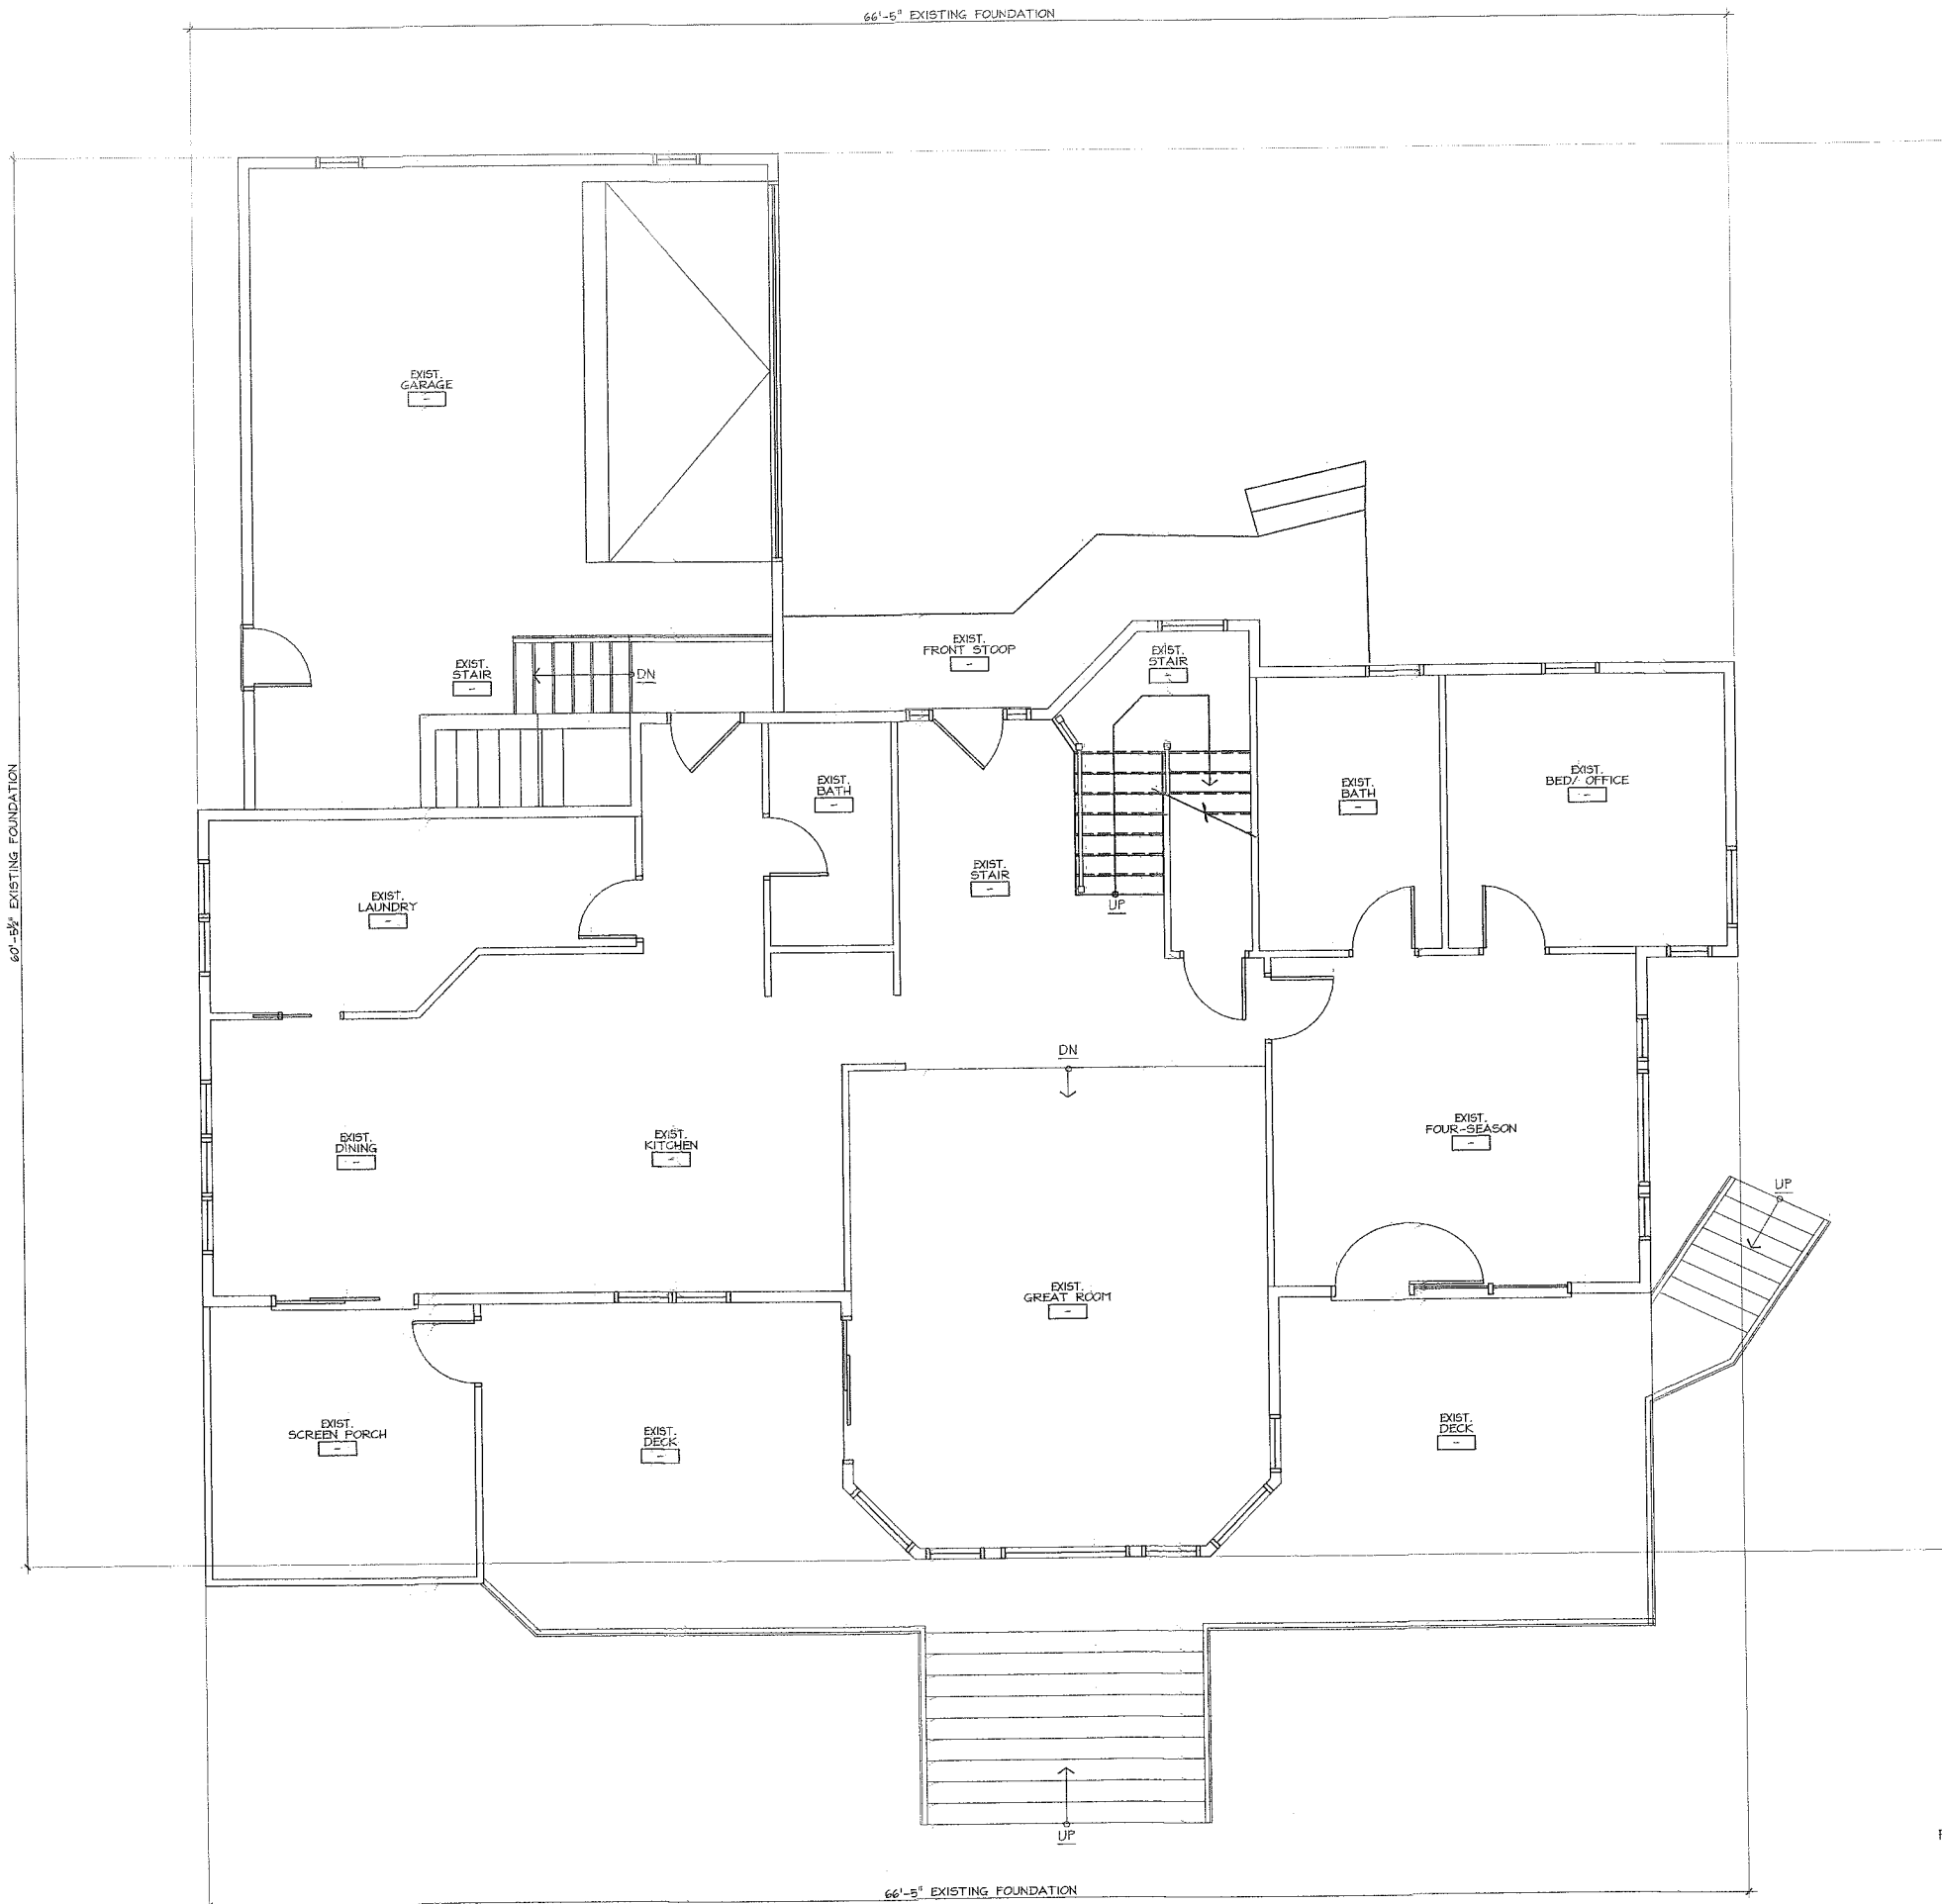 66'-5" EXISTING FOUNDATION
60'-5½" EXISTING FOUNDATION
EXIST.
GARAGE
EXIST.
STAIR
DN
EXIST.
FRONT STOOP
EXIST.
STAIR
EXIST.
BATH
EXIST.
BATH
EXIST.
BED/ OFFICE
EXIST.
LAUNDRY
EXIST.
STAIR
UP
DN
EXIST.
DINING
EXIST.
KITCHEN
EXIST.
FOUR-SEASON
UP
EXIST.
GREAT ROOM
EXIST.
SCREEN PORCH
EXIST.
DECK
EXIST.
DECK
UP
66'-5" EXISTING FOUNDATION